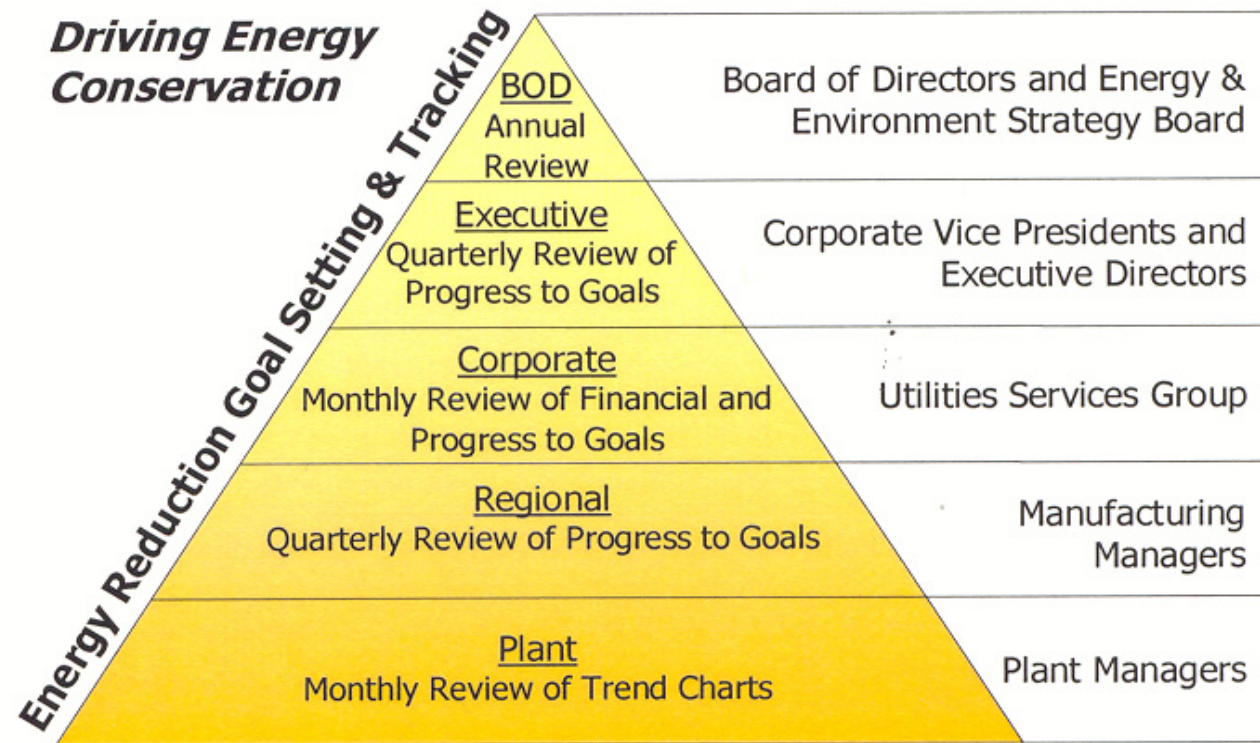 Driving Energy
Conservation
Energy Reduction Goal Setting & Tracking
BOD
Annual
Review
Board of Directors and Energy &
Environment Strategy Board
Executive
Quarterly Review of
Progress to Goals
Corporate Vice Presidents and
Executive Directors
Corporate
Monthly Review of Financial and
Progress to Goals
Utilities Services Group
Regional
Quarterly Review of Progress to Goals
Manufacturing
Managers
Plant
Monthly Review of Trend Charts
Plant Managers